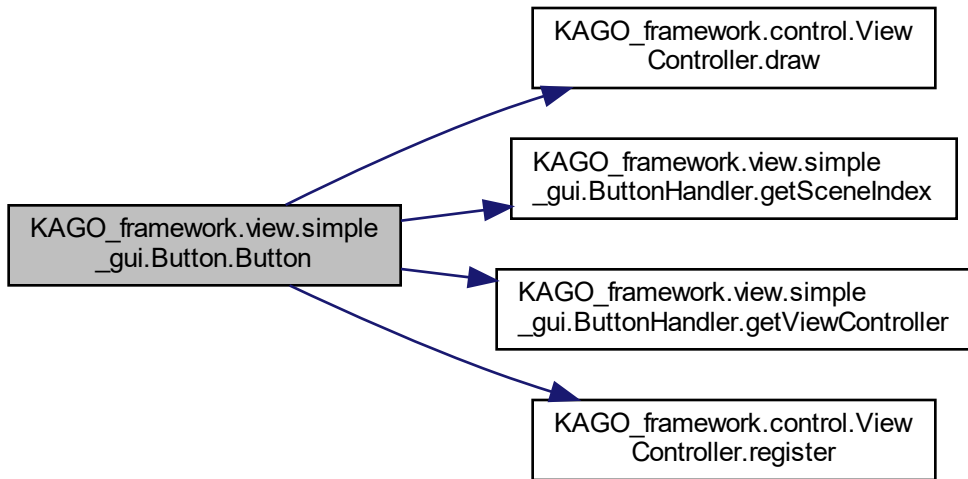 KAGO_framework.view.simple
_gui.Button.Button
KAGO_framework.control.View
Controller.draw
KAGO_framework.view.simple
_gui.ButtonHandler.getSceneIndex
KAGO_framework.view.simple
_gui.ButtonHandler.getViewController
KAGO_framework.control.View
Controller.register